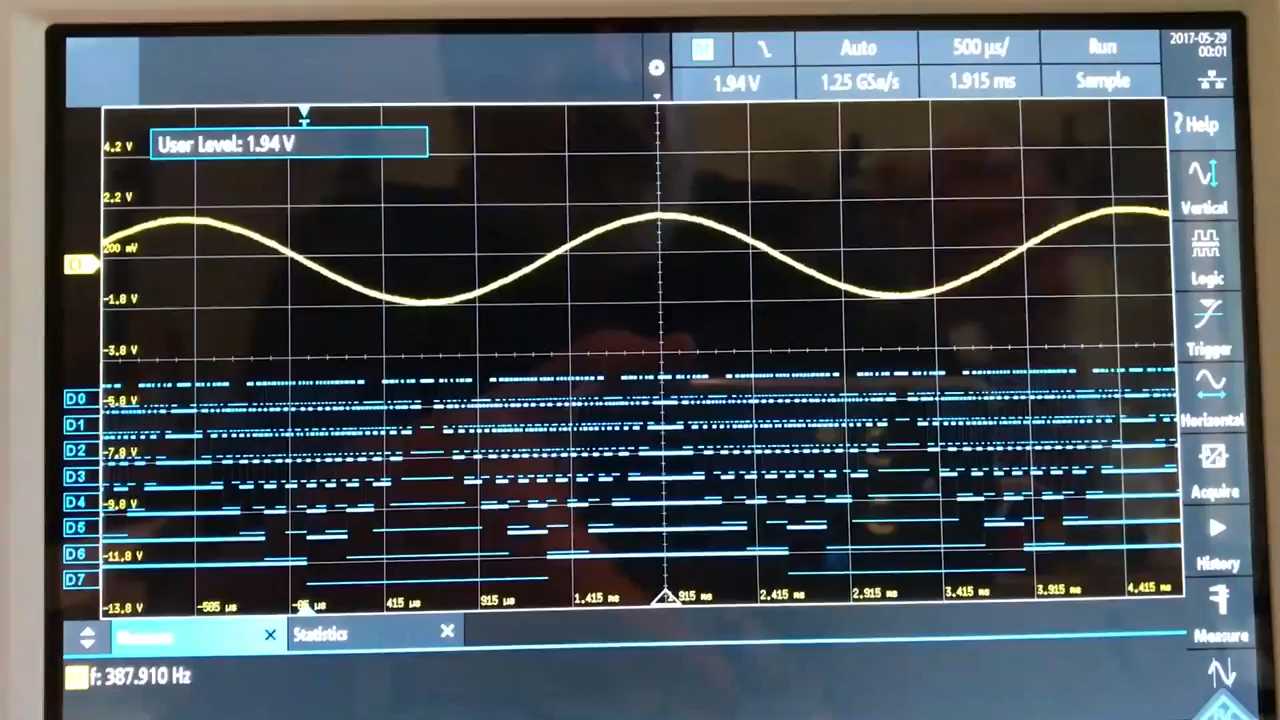 Auto 500 µs/ Run 2017-05-29
00:01
1.94 V 1.25 GSa/s 1.915 ms Sample
? Help
User Level: 1.94 V
4.2 V
2.2 V
200 mV
-1.8 V
-3.8 V
-5.8 V
-7.8 V
-9.8 V
-11.8 V
-13.8 V
D0
D1
D2
D3
D4
D5
D6
D7
-585 µs 415 µs 915 µs 1.415 ms 2.415 ms 2.915 ms 3.415 ms 3.915 ms 4.415 ms
Vertical
Logic
Trigger
Horizontal
Acquire
History
Measure
Statistics
f: 387.910 Hz